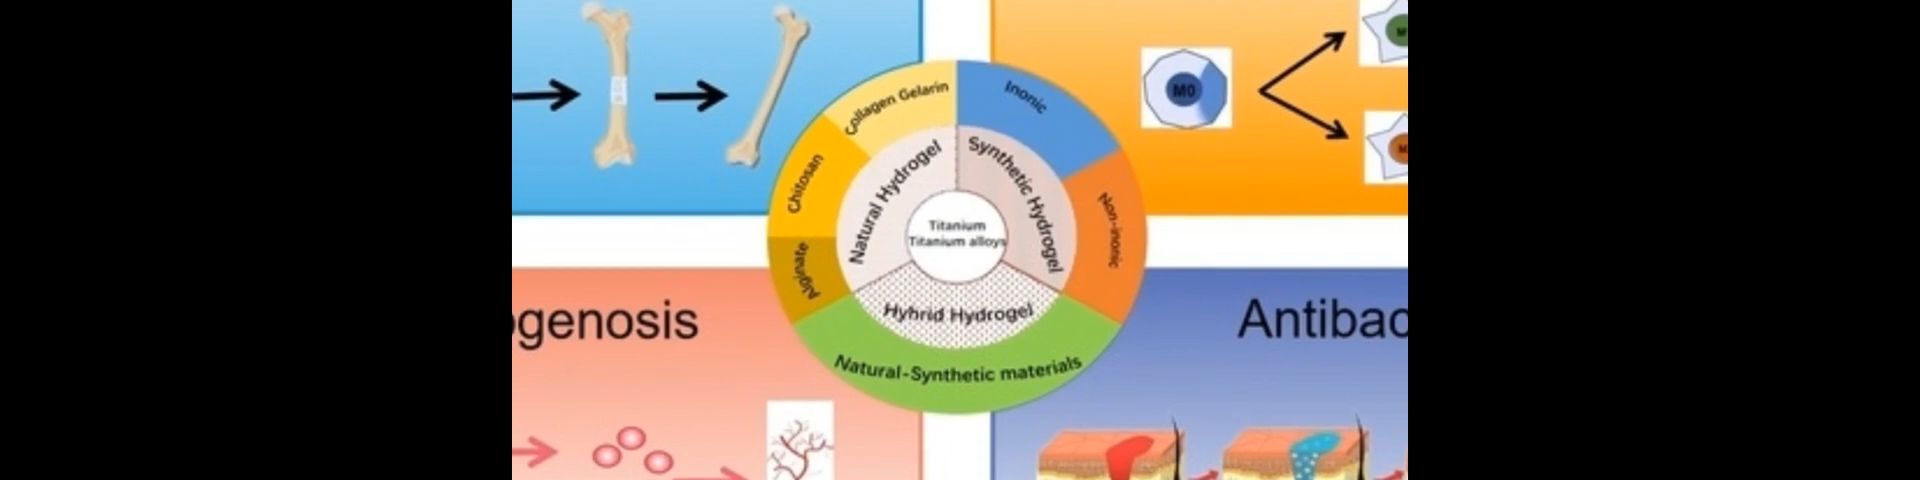 M0
Collagen Gelarin
Inonic
Chitosan
Natural Hydrogel
Synthetic Hydrogel
Non-inonic
Alginate
Titanium
Titanium alloys
Hyhrid Hydrogel
Natural-Synthetic materials
ogenosis
Antibac